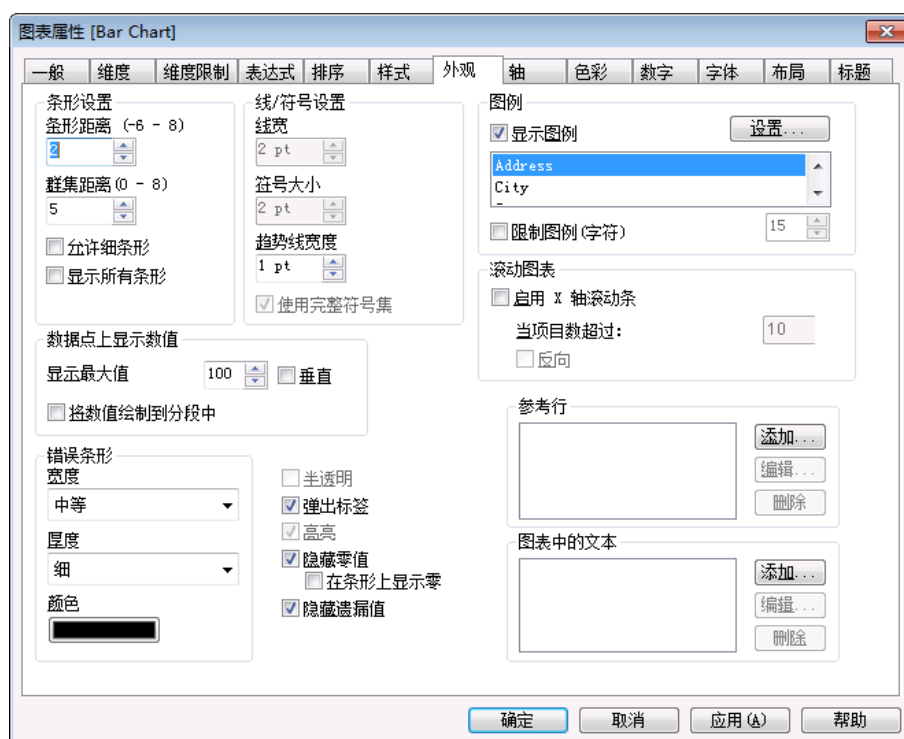 图表属性 [Bar Chart]
一般 维度 维度限制 表达式 排序 样式 外观 轴 色彩 数字 字体 布局 标题
条形设置
条形距离 (-6 - 8)
2
群集距离(0 - 8)
5
允许细条形
显示所有条形
线/符号设置
线宽
2 pt
符号大小
2 pt
趋势线宽度
1 pt
使用完整符号集
图例
显示图例
设置...
Address
City
限制图例(字符)
15
滚动图表
启用 X 轴滚动条
当项目数超过:
10
反向
数据点上显示数值
显示最大值
100
垂直
将数值绘制到分段中
错误条形
宽度
中等
厚度
细
颜色
半透明
弹出标签
高亮
隐藏零值
在条形上显示零
隐藏遗漏值
参考行
添加...
编辑...
删除
图表中的文本
添加...
编辑...
删除
确定 取消 应用(A) 帮助